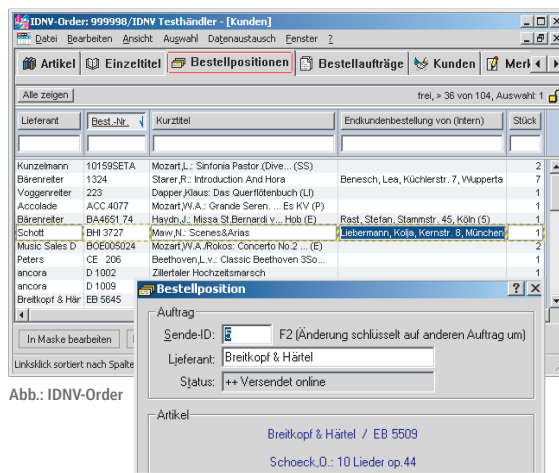 IDNV-Order: 999998/IDNV Testhändler - [Kunden]
Datei Bearbeiten Ansicht Auswahl Datenaustausch Fenster ?
Artikel Einzeltitel Bestellpositionen Bestellaufträge Kunden
Alle zeigen frei, > 36 von 104, Auswahl: 1
Lieferant Best.-Nr. Kurztitel Endkundenbestellung von (Intern) Stück
Kunzelmann 10159SETA Mozart,L.: Sinfonia Pastor.(Dive... (SS) 2
Bärenreiter 1324 Starer,R.: Introduction And Hora Benesch, Lea, Küchlerstr. 7, Wupperta 7
Voggenreiter 223 Dapper,Klaus: Das Querflötenbuch (LI) 1
Accolade ACC.4077 Mozart,W.A.: Grande Seren. ... Es KV (P) 1
Bärenreiter BA4651 74 Haydn,J.: Missa St.Bernardi v... Hob (E) Rast, Stefan, Stammstr. 45, Köln (5) 1
Schott BHI 3727 Maw,N.: Scenes&Arias Liebermann, Kolja, Kernstr. 8, München 1
Music Sales D BOE005024 Mozart,W.A./Rokos: Concerto No.2 ... (E) 2
Peters CE 206 Beethoven,L.v.: Classic Beethoven 3So... 1
ancora D 1002 Zillertaler Hochzeitsmarsch 1
ancora D 1009
Breitkopf & Här EB 5645
In Maske bearbeiten
Linksklick sortiert nach Spalte
Bestellposition
Auftrag
Sende-ID: 5 F2 (Änderung schlüsselt auf anderen Auftrag um)
Lieferant: Breitkopf & Härtel
Status: ++ Versendet online
Artikel
Breitkopf & Härtel / EB 5509
Schoeck,O.: 10 Lieder op.44
Abb.: IDNV-Order